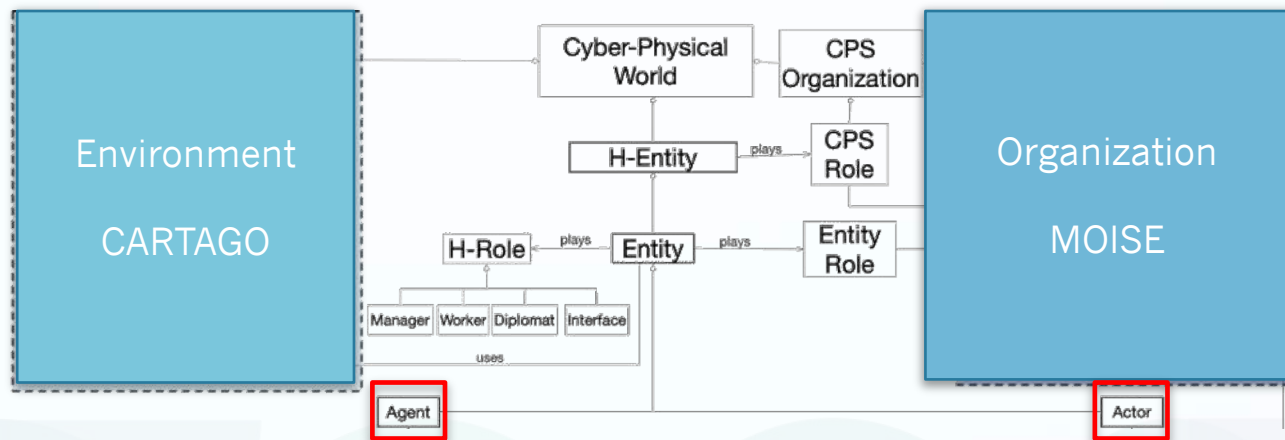 Environment
CARTAGO
Cyber-Physical
World
CPS
Organization
Organization
MOISE
H-Entity
plays
CPS
Role
H-Role
plays
Entity
plays
Entity
Role
Manager
Worker
Diplomat
Interface
uses
Agent
Actor